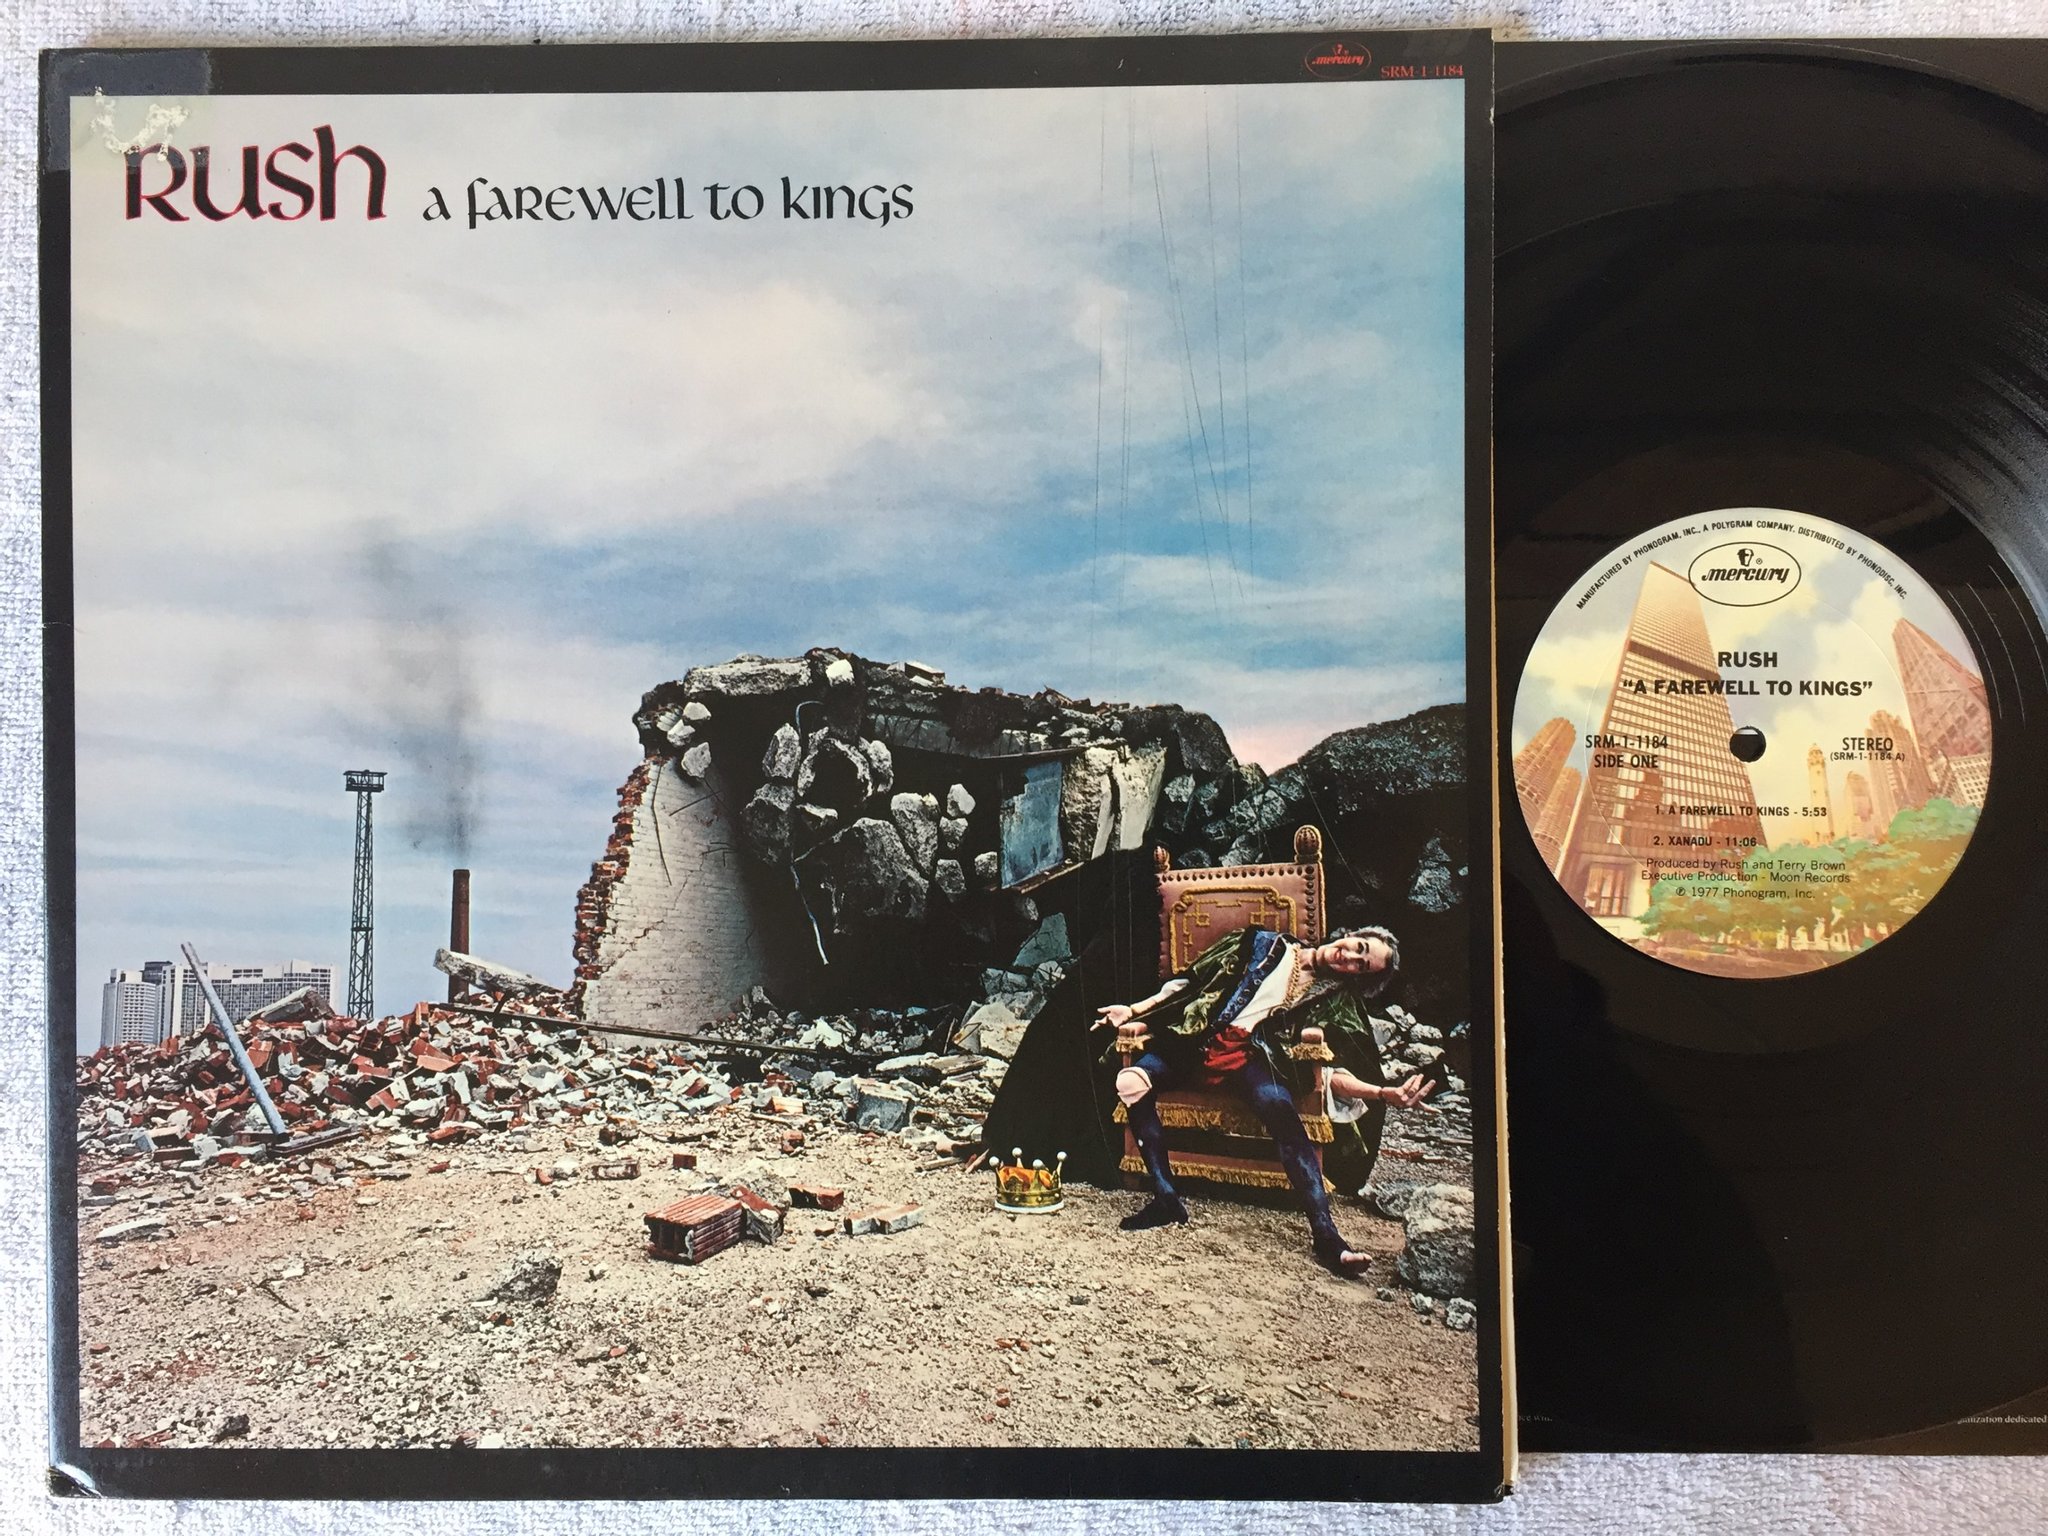 mercury
SRM-1-1184
Rush a farewell to kings
MANUFACTURED BY PHONOGRAM, INC., A POLYGRAM COMPANY, DISTRIBUTED BY PHONODISC, INC.
mercury ®
RUSH
"A FAREWELL TO KINGS"
SRM-1-1184
SIDE ONE
STEREO
(SRM-1-1184 A)
1. A FAREWELL TO KINGS - 5:53
2. XANADU - 11:06
Produced by Rush and Terry Brown
Executive Production - Moon Records
℗ 1977 Phonogram, Inc.
dedicated